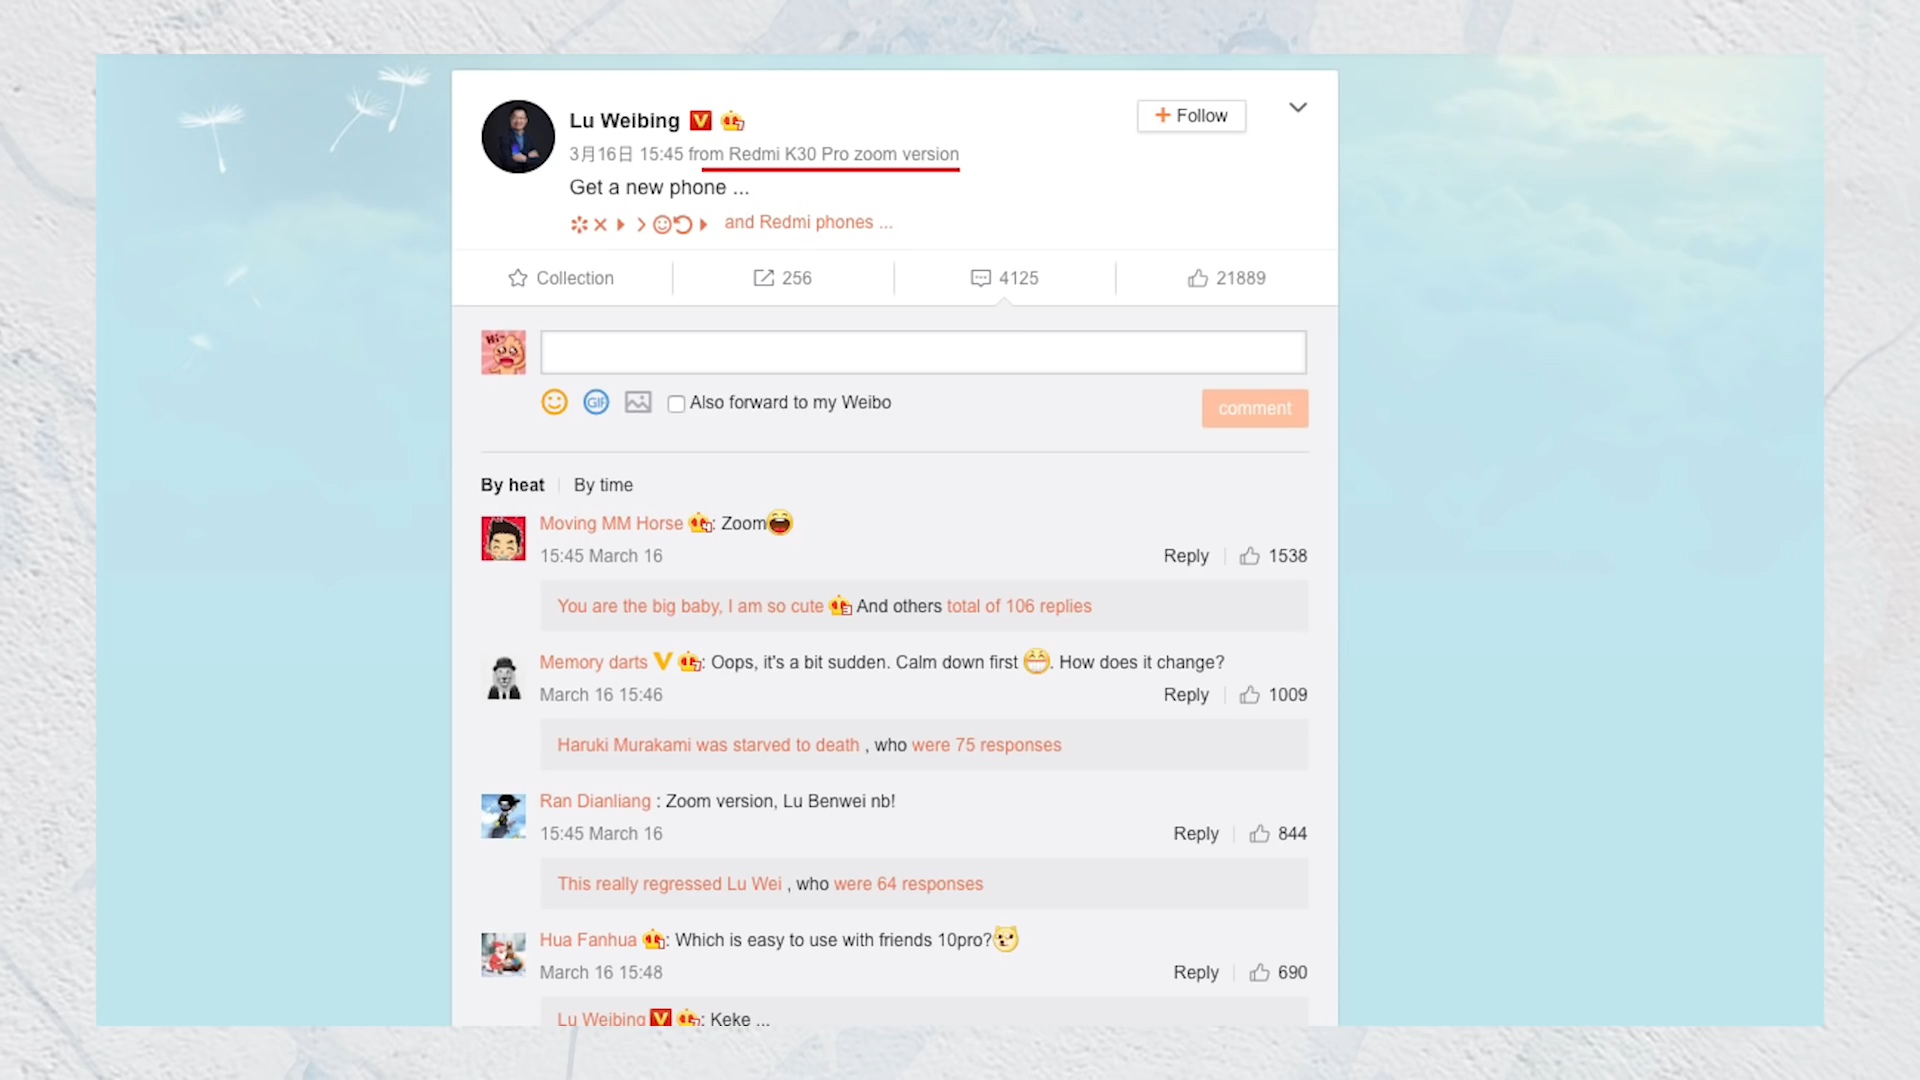 Lu Weibing
+ Follow
3月16日 15:45 from Redmi K30 Pro zoom version
Get a new phone ...
and Redmi phones ...
Collection
256
4125
21889
Hi~
GIF
Also forward to my Weibo
comment
By heat
By time
Moving MM Horse : Zoom
15:45 March 16
Reply
1538
You are the big baby, I am so cute And others total of 106 replies
Memory darts : Oops, it's a bit sudden. Calm down first . How does it change?
March 16 15:46
Reply
1009
Haruki Murakami was starved to death , who were 75 responses
Ran Dianliang : Zoom version, Lu Benwei nb!
15:45 March 16
Reply
844
This really regressed Lu Wei , who were 64 responses
Hua Fanhua : Which is easy to use with friends 10pro?
March 16 15:48
Reply
690
Lu Weibing : Keke ...